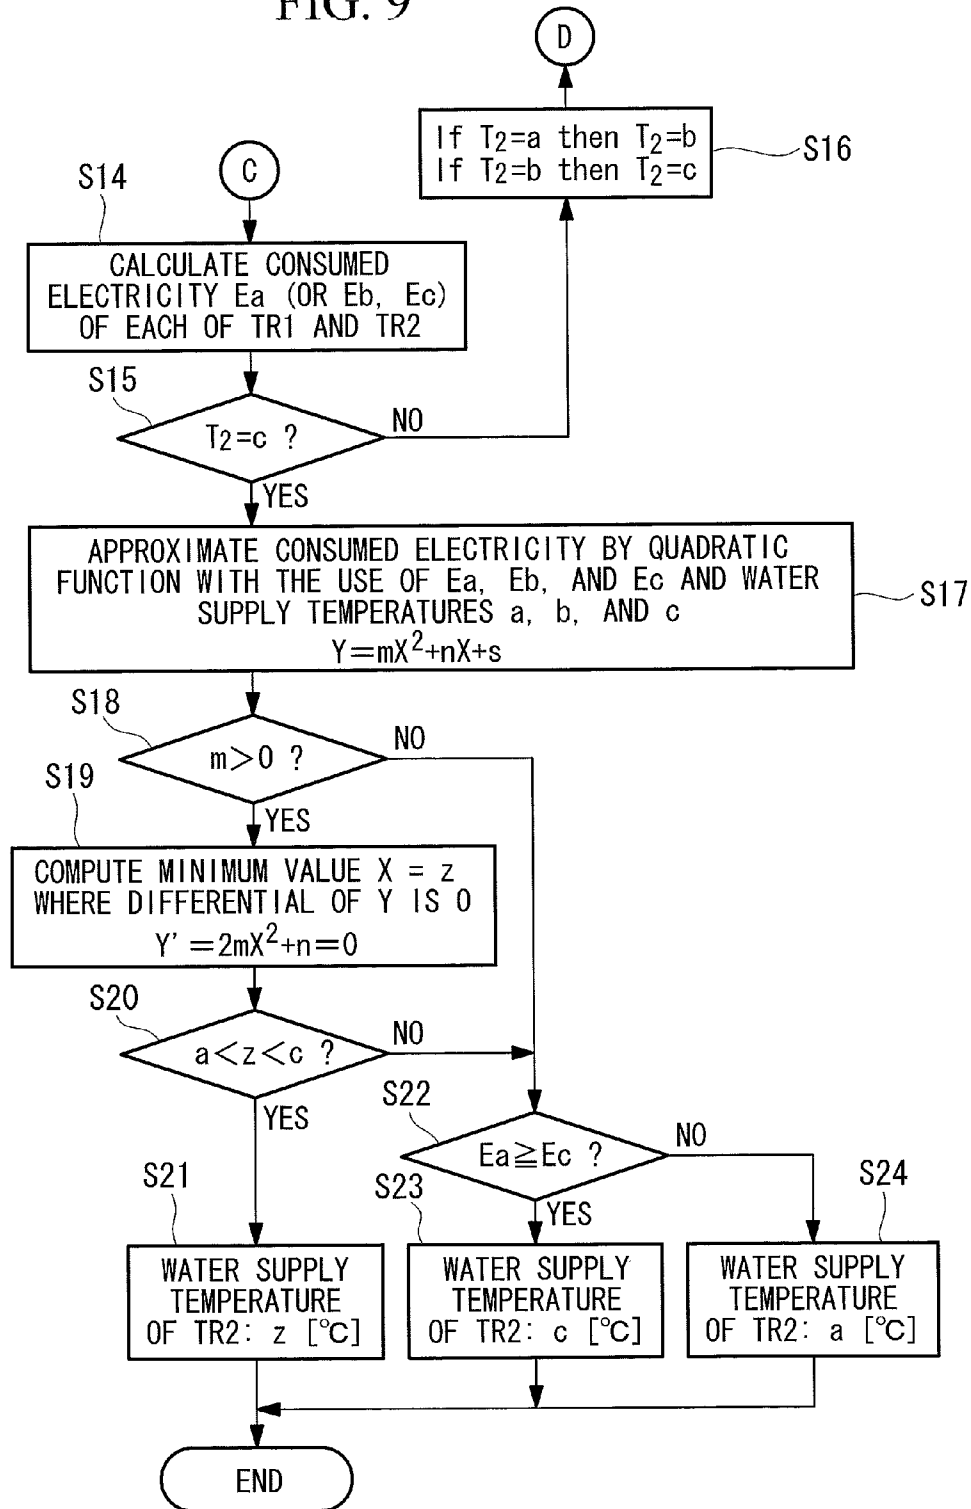 FIG. 9
D
If T2=a then T2=b
If T2=b then T2=c
S16
C
S14
CALCULATE CONSUMED
ELECTRICITY Ea (OR Eb, Ec)
OF EACH OF TR1 AND TR2
S15
T2=c ?
NO
YES
APPROXIMATE CONSUMED ELECTRICITY BY QUADRATIC
FUNCTION WITH THE USE OF Ea, Eb, AND Ec AND WATER
SUPPLY TEMPERATURES a, b, AND c
Y=mX²+nX+s
S17
S18
m>0 ?
NO
YES
S19
COMPUTE MINIMUM VALUE X = z
WHERE DIFFERENTIAL OF Y IS 0
Y' =2mX²+n=0
S20
a<z<c ?
NO
YES
S22
Ea≧Ec ?
NO
YES
S21
WATER SUPPLY
TEMPERATURE
OF TR2: z [℃]
S23
WATER SUPPLY
TEMPERATURE
OF TR2: c [℃]
S24
WATER SUPPLY
TEMPERATURE
OF TR2: a [℃]
END